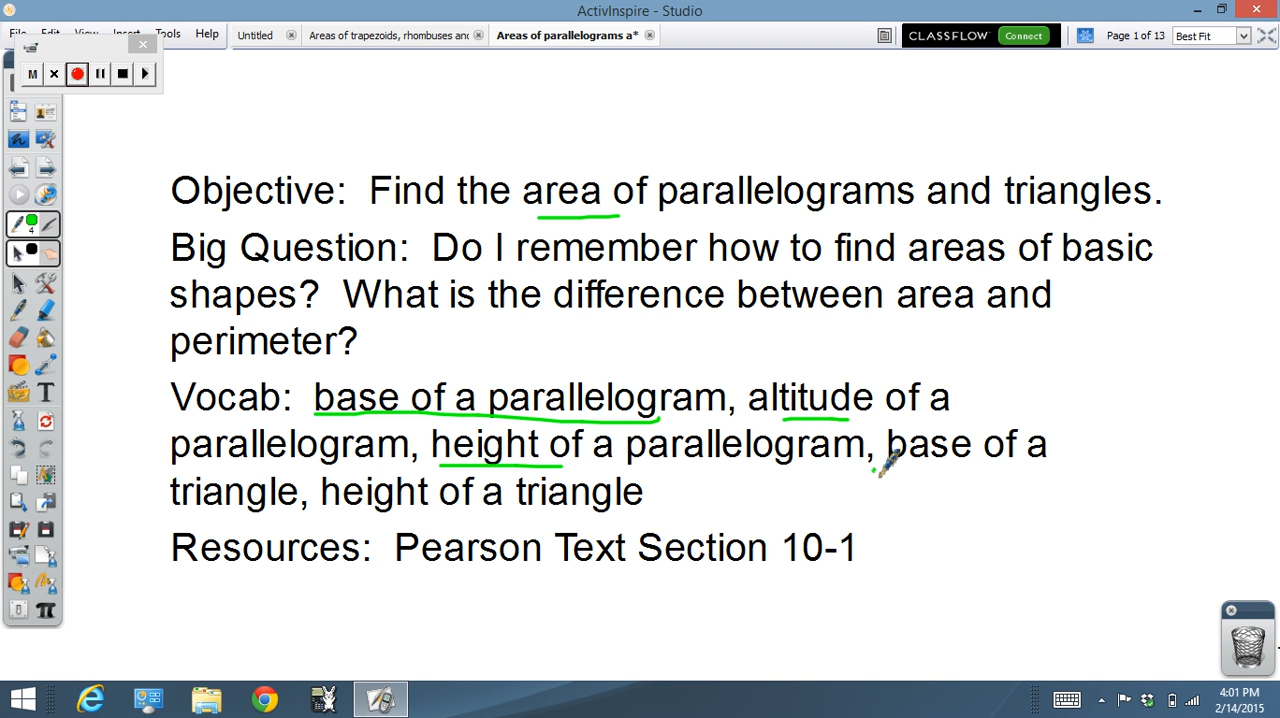 ActivInspire - Studio
File Edit View Insert Tools Help
Untitled
Areas of trapezoids, rhombuses and
Areas of parallelograms a*
CLASSFLOW Connect
Page 1 of 13
Best Fit
M
4
Objective: Find the area of parallelograms and triangles.
Big Question: Do I remember how to find areas of basic
shapes? What is the difference between area and
perimeter?
Vocab: base of a parallelogram, altitude of a
parallelogram, height of a parallelogram, base of a
triangle, height of a triangle
Resources: Pearson Text Section 10-1
4:01 PM
2/14/2015